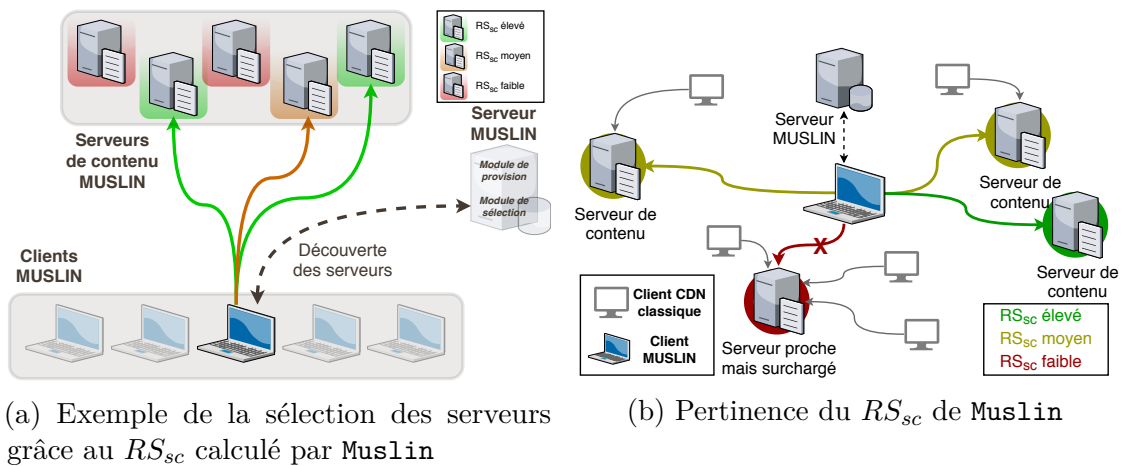 RSsc élevé
RSsc moyen
RSsc faible
Serveurs
de contenu
MUSLIN
Serveur
MUSLIN
Module de
provision
Module de
sélection
Découverte
des serveurs
Clients
MUSLIN
(a) Exemple de la sélection des serveurs
grâce au RSsc calculé par Muslin
Serveur
MUSLIN
Serveur de
contenu
Serveur de
contenu
Serveur de
contenu
X
Client CDN
classique
Client
MUSLIN
Serveur proche
mais surchargé
RSsc élevé
RSsc moyen
RSsc faible
(b) Pertinence du RSsc de Muslin